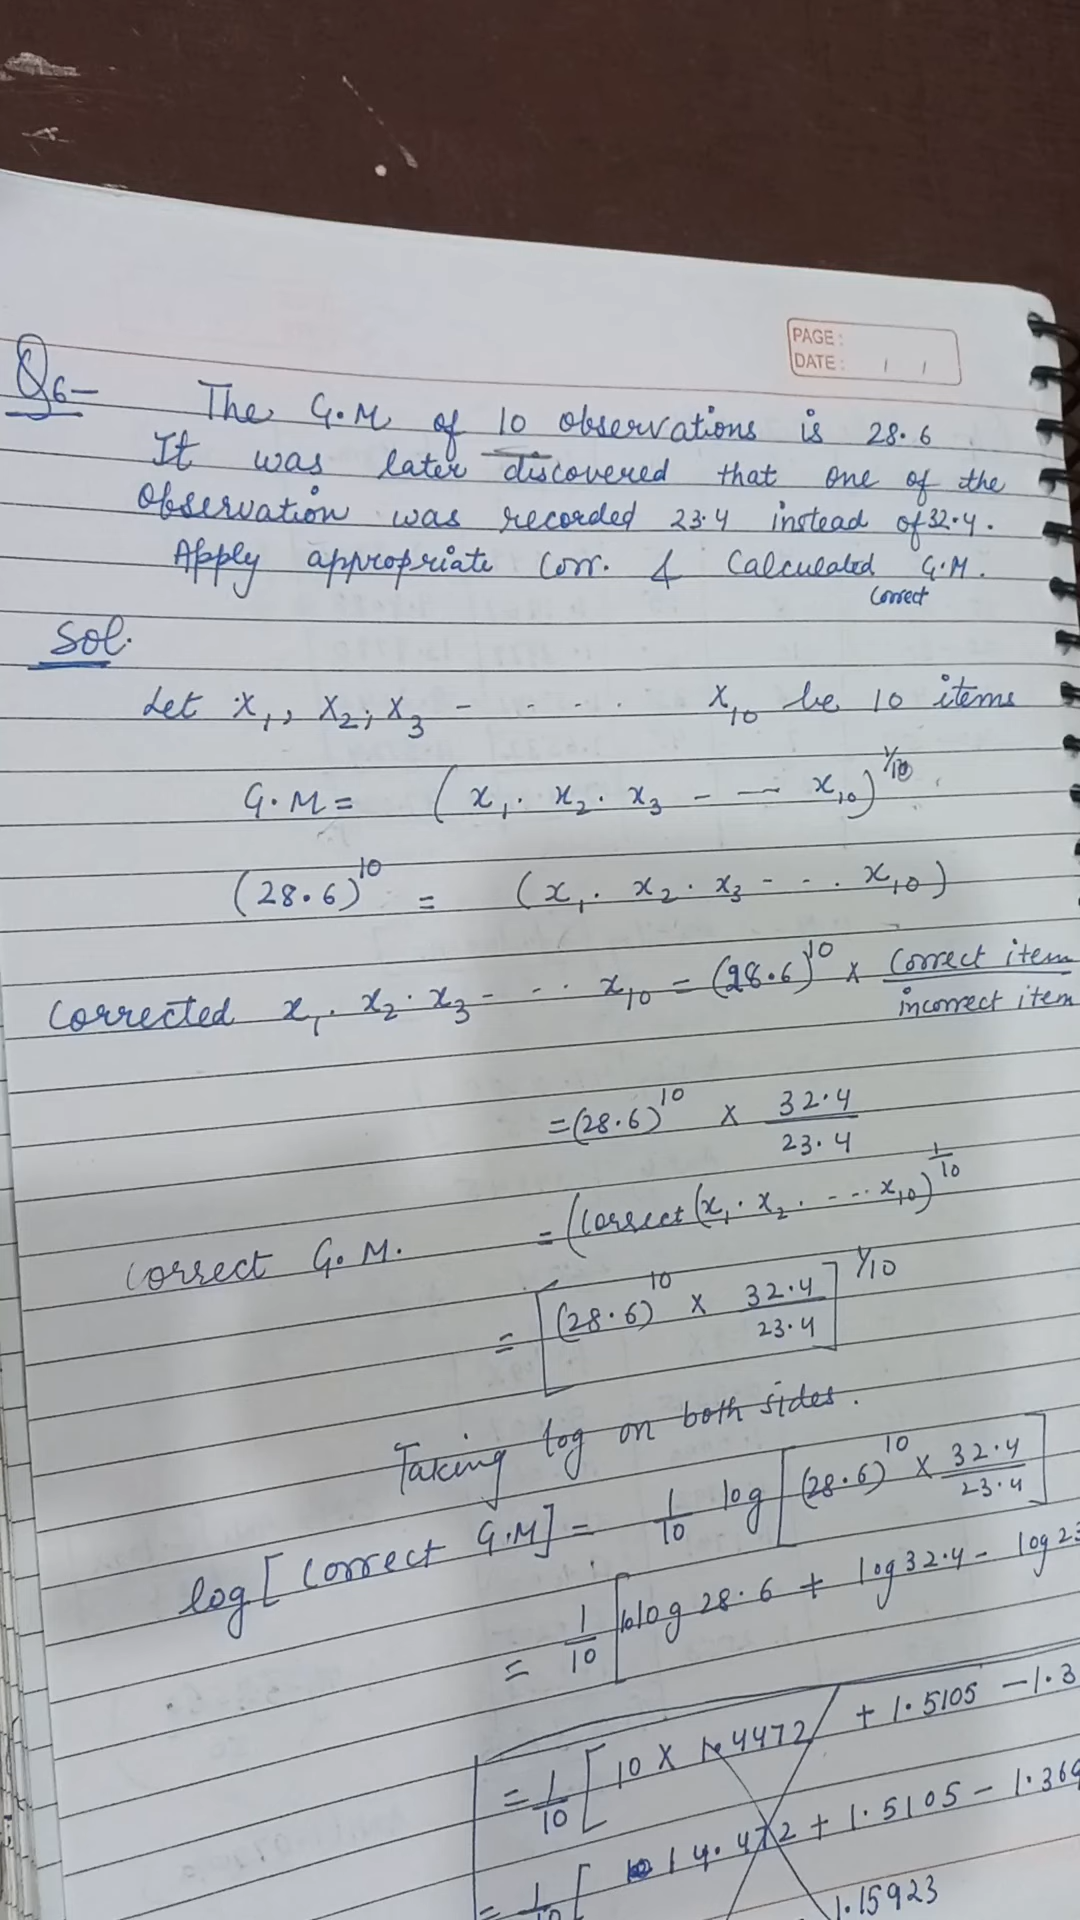 PAGE:
DATE: / /
Q6- The G.M of 10 observations is 28.6
It was later discovered that one of the
observation was recorded 23.4 instead of 32.4.
Apply appropriate corr. & Calculated G.M.
Correct
Sol.
Let x₁, x₂, x₃ - - - - x₁₀ be 10 items
G.M = (x₁. x₂. x₃ - -- x₁₀)^1/10
(28.6)^10 = (x₁. x₂. x₃ - - . x₁₀)
Corrected x₁. x₂. x₃ - - .. x₁₀ = (28.6)^10 × Correct item / incorrect item
= (28.6)^10 × 32.4 / 23.4
Correct G.M. = (Correct (x₁. x₂. - - .. x₁₀)^1/10
= [(28.6)^10 × 32.4 / 23.4]^1/10
Taking log on both sides.
log [Correct G.M] = 1/10 log [(28.6)^10 × 32.4 / 23.4]
= 1/10 [10log 28.6 + log 32.4 - log 23
= 1/10 [10 × 1.4472 + 1.5105 - 1.3
= 1/10 [14.472 + 1.5105 - 1.369
1.15923